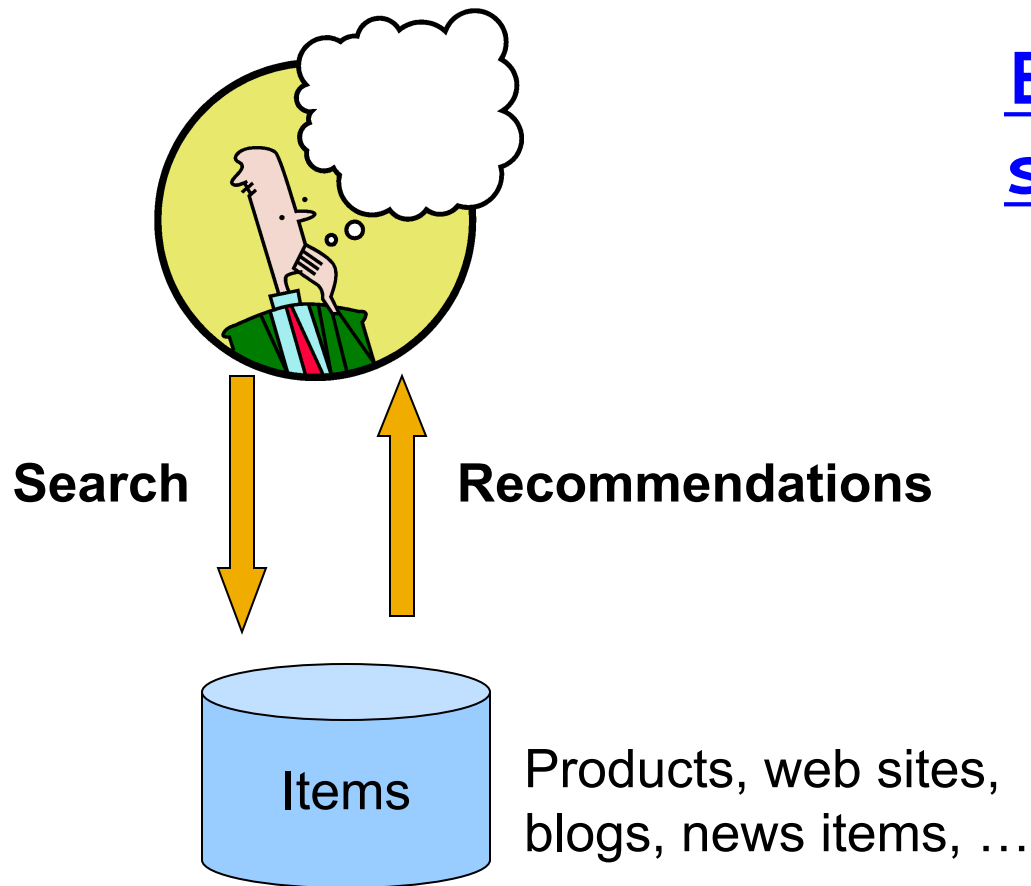 Search
Recommendations
Items
Products, web sites,
blogs, news items, …